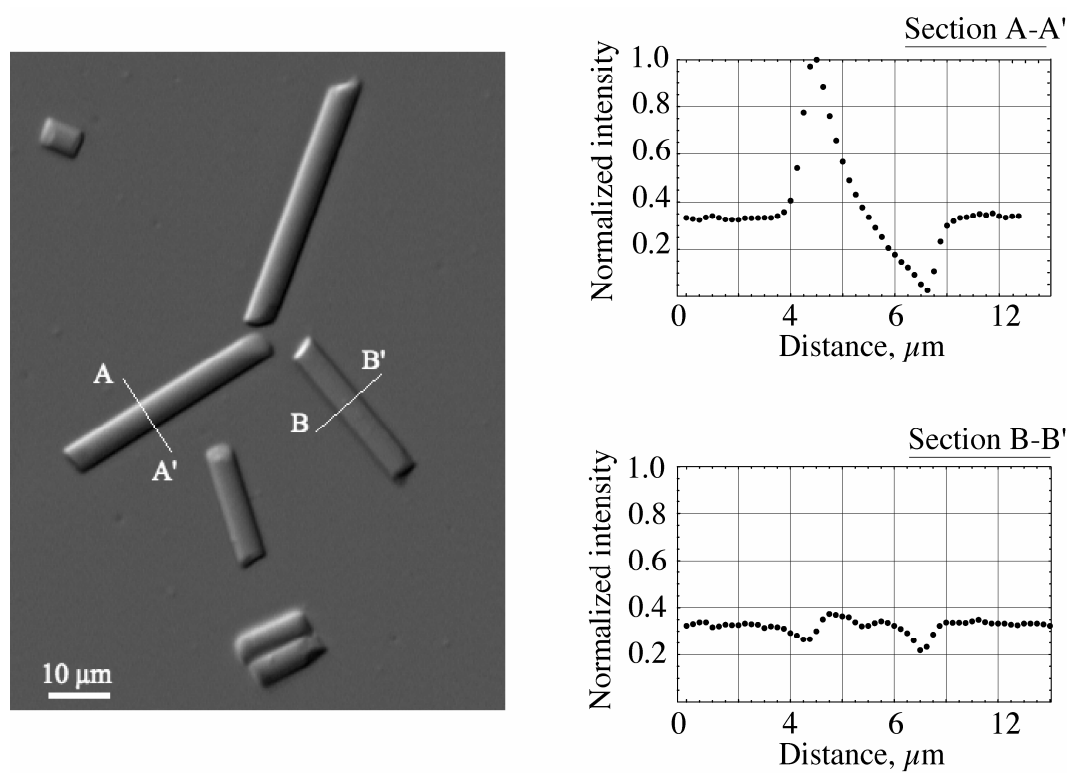 A
A'
B
B'
10 µm
Section A-A'
Normalized intensity
1.0
0.8
0.6
0.4
0.2
0 4 6 12
Distance, µm
Section B-B'
Normalized intensity
1.0
0.8
0.6
0.4
0.2
0 4 6 12
Distance, µm